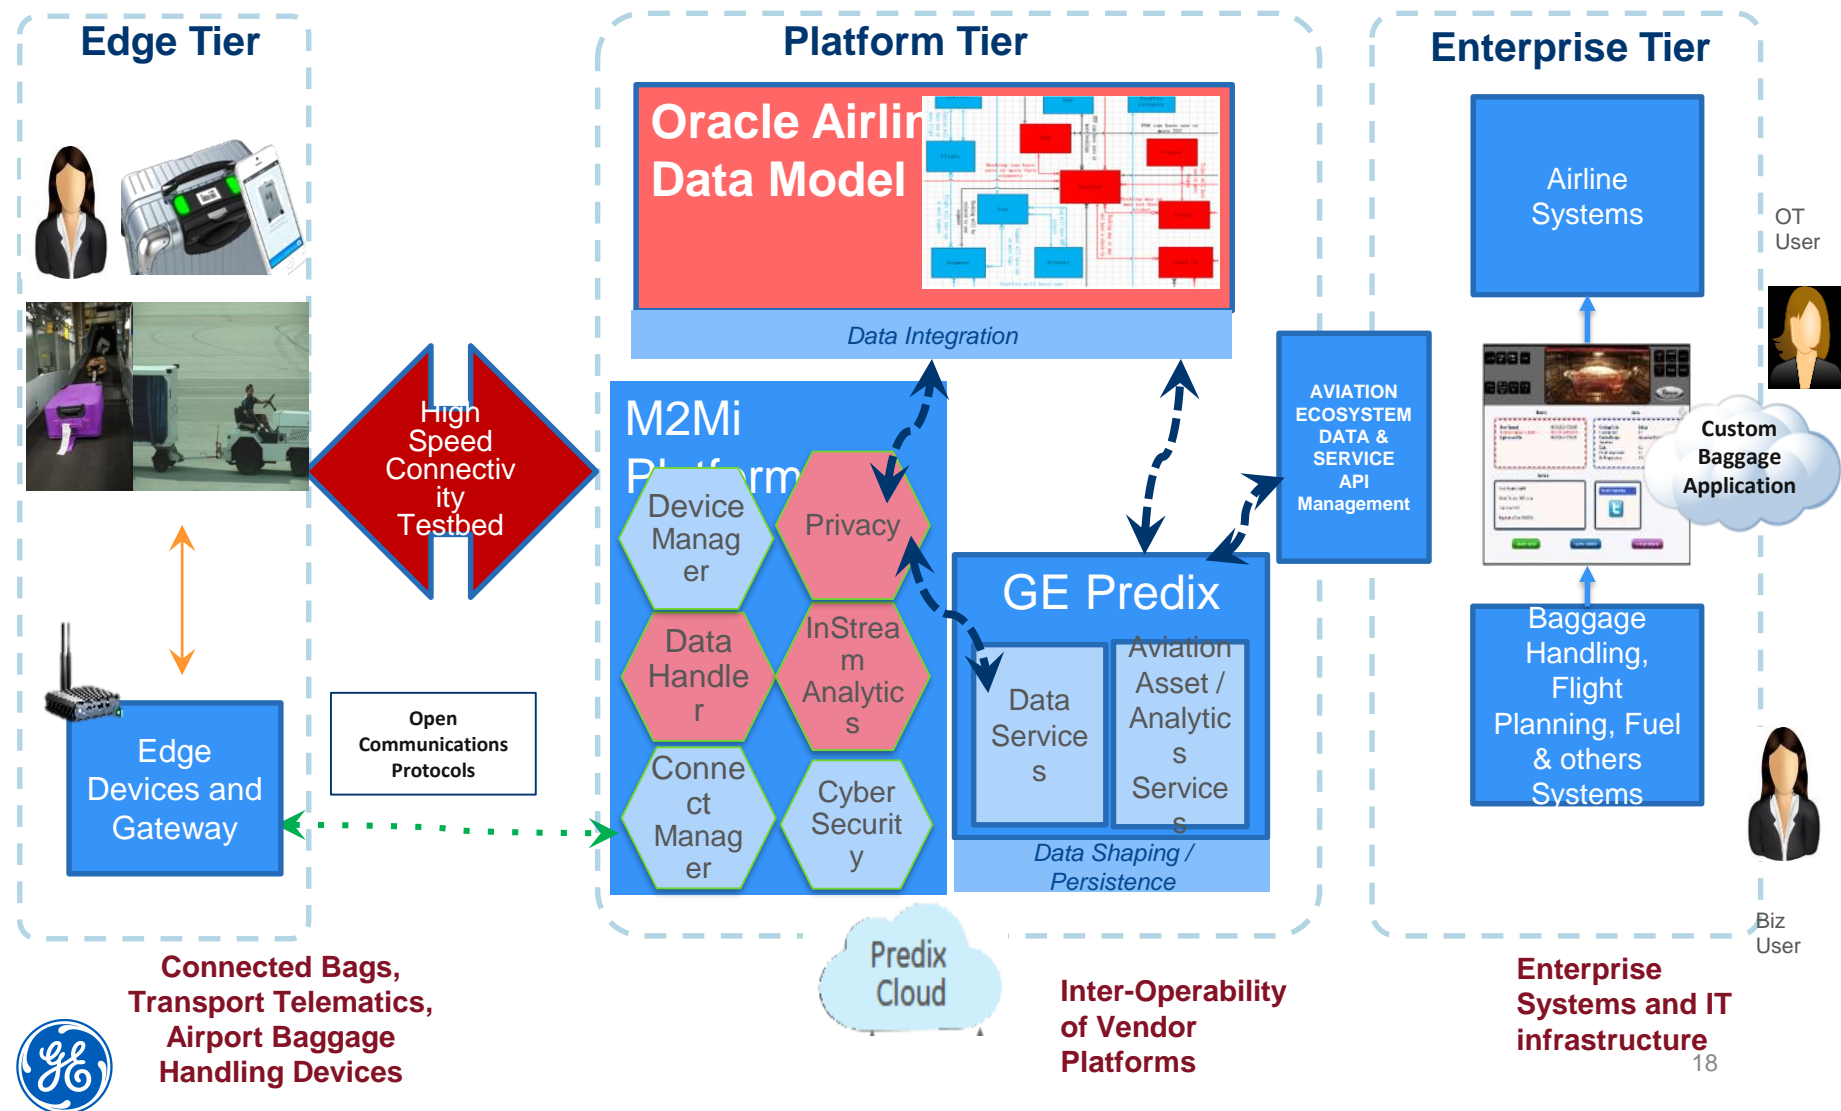 Edge Tier
Platform Tier
Enterprise Tier
Oracle Airlin
Data Model
Data Integration
Airline
Systems
OT
User
High
Speed
Connectiv
ity
Testbed
M2Mi
Platform
Device
Manag
er
Privacy
Data
Handle
r
InStrea
m
Analytic
s
Conne
ct
Manag
er
Cyber
Securit
y
GE Predix
Data
Service
s
Aviation
Asset /
Analytic
s
Service
s
Data Shaping /
Persistence
AVIATION
ECOSYSTEM
DATA &
SERVICE
API
Management
Custom
Baggage
Application
Baggage
Handling,
Flight
Planning, Fuel
& others
Systems
Edge
Devices and
Gateway
Open
Communications
Protocols
Biz
User
Predix
Cloud
Connected Bags,
Transport Telematics,
Airport Baggage
Handling Devices
Inter-Operability
of Vendor
Platforms
Enterprise
Systems and IT
infrastructure
18
GE